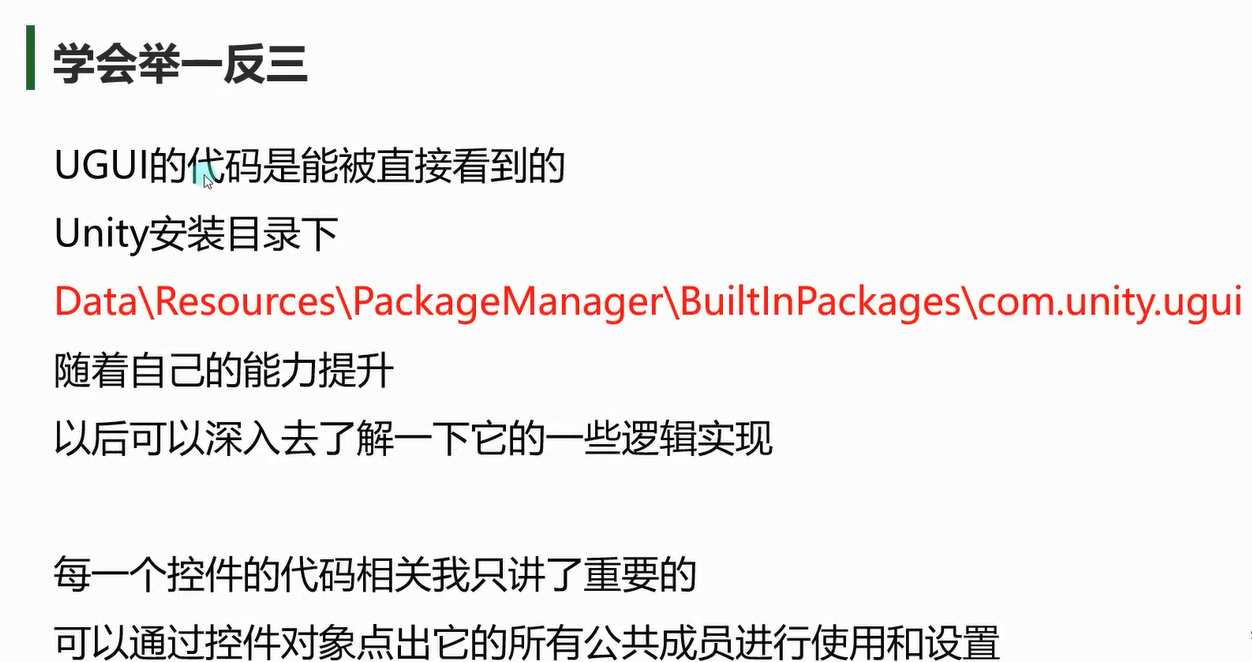 学会举一反三
UGUI的代码是能被直接看到的
Unity安装目录下
Data\Resources\PackageManager\BuiltInPackages\com.unity.ugui
随着自己的能力提升
以后可以深入去了解一下它的一些逻辑实现
每一个控件的代码相关我只讲了重要的
可以通过控件对象点出它的所有公共成员进行使用和设置